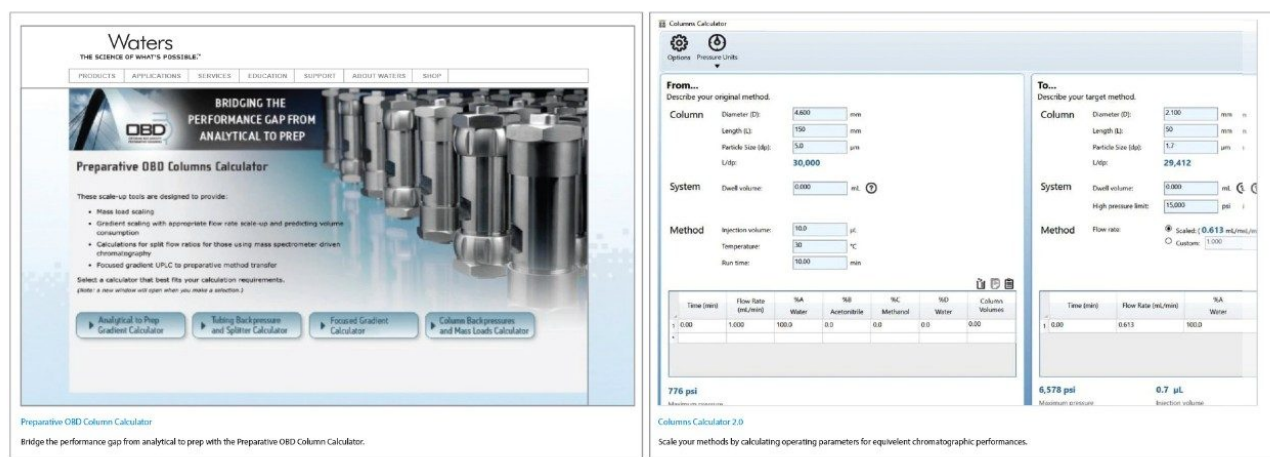 Waters
THE SCIENCE OF WHAT'S POSSIBLE.™
PRODUCTS APPLICATIONS SERVICES EDUCATION SUPPORT ABOUT WATERS SHOP
OBD
BRIDGING THE
PERFORMANCE GAP FROM
ANALYTICAL TO PREP
Preparative OBD Columns Calculator
These scale-up tools are designed to provide:
• Mass load scaling
• Gradient scaling with appropriate flow rate scale-up and predicting volume
consumption
• Calculations for split flow ratios for those using mass spectrometer driven
chromatography
• Focused gradient UPLC to preparative method transfer
Select a calculator that best fits your calculation requirements.
(Note: a new window will open when you make a selection.)
Analytical to Prep
Gradient Calculator
Tubing Backpressure
and Splitter Calculator
Focused Gradient
Calculator
Column Backpressures
and Mass Loads Calculator
Preparative OBD Column Calculator
Bridge the performance gap from analytical to prep with the Preparative OBD Column Calculator.
Columns Calculator
Options Pressure Units
From...
Describe your original method.
Column Diameter (D): 4.600 mm
Length (L): 150 mm
Particle Size (dp): 5.0 µm
L/dp: 30,000
System Dwell volume: 0.000 mL ?
Method Injection volume: 10.0 µL
Temperature: 30 °C
Run time: 10.00 min
Time (min) Flow Rate (mL/min) %A Water %B Acetonitrile %C Methanol %D Water Column Volumes
1 0.00 1.000 100.0 0.0 0.0 0.0 0.00
776 psi
Maximum pressure
To...
Describe your target method.
Column Diameter (D): 2.100 mm
Length (L): 50 mm
Particle Size (dp): 1.7 µm
L/dp: 29,412
System Dwell volume: 0.000 mL
High pressure limit: 15,000 psi
Method Flow rate: Scaled: ( 0.613 mL/m
Custom: 1.000
Time (min) Flow Rate (mL/min) %A Water
1 0.00 0.613 100.0
6,578 psi 0.7 µL
Maximum pressure Injection volume
Columns Calculator 2.0
Scale your methods by calculating operating parameters for equivelent chromatographic performances.